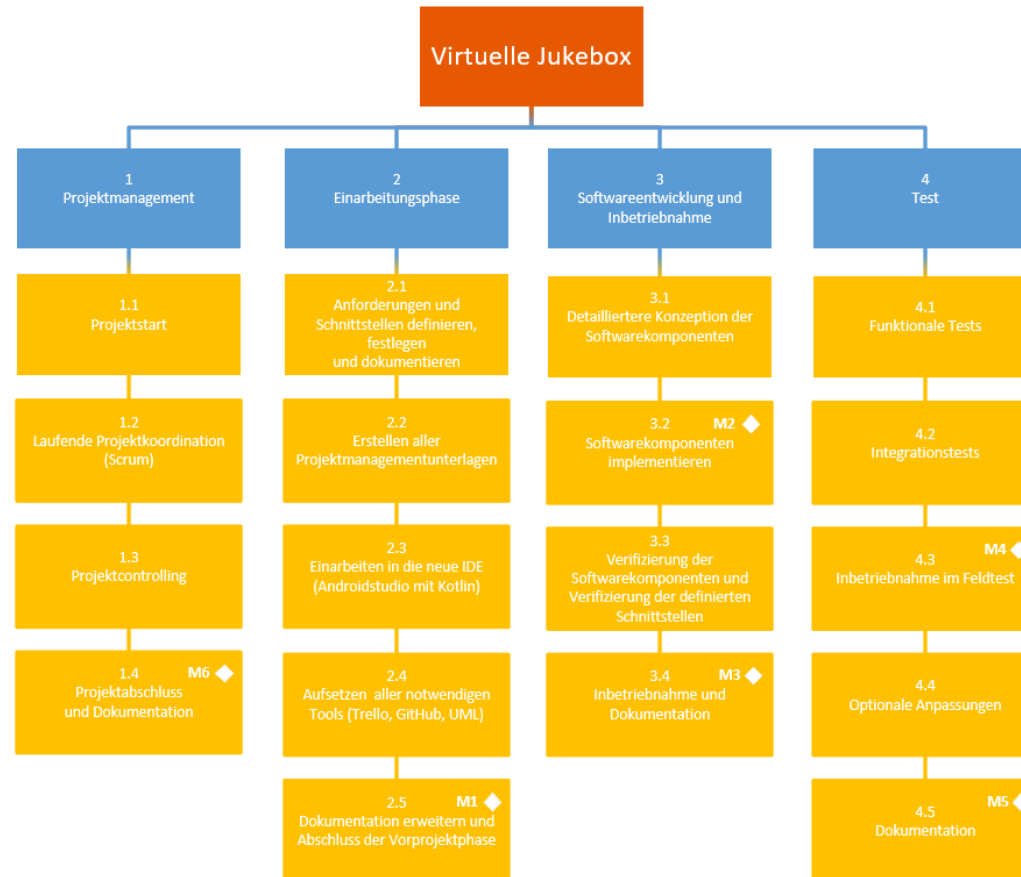 Virtuelle Jukebox
1
Projektmanagement
2
Einarbeitungsphase
3
Softwareentwicklung und
Inbetriebnahme
4
Test
1.1
Projektstart
2.1
Anforderungen und
Schnittstellen definieren,
festlegen
und dokumentieren
3.1
Detailliertere Konzeption der
Softwarekomponenten
4.1
Funktionale Tests
1.2
Laufende Projektkoordination
(Scrum)
2.2
Erstellen aller
Projektmanagementunterlagen
3.2 M2
Softwarekomponenten
implementieren
4.2
Integrationstests
1.3
Projektcontrolling
2.3
Einarbeiten in die neue IDE
(Androidstudio mit Kotlin)
3.3
Verifizierung der
Softwarekomponenten und
Verifizierung der definierten
Schnittstellen
4.3 M4
Inbetriebnahme im Feldtest
1.4 M6
Projektabschluss
und Dokumentation
2.4
Aufsetzen aller notwendigen
Tools (Trello, GitHub, UML)
3.4 M3
Inbetriebnahme und
Dokumentation
4.4
Optionale Anpassungen
2.5 M1
Dokumentation erweitern und
Abschluss der Vorprojektphase
4.5 M5
Dokumentation